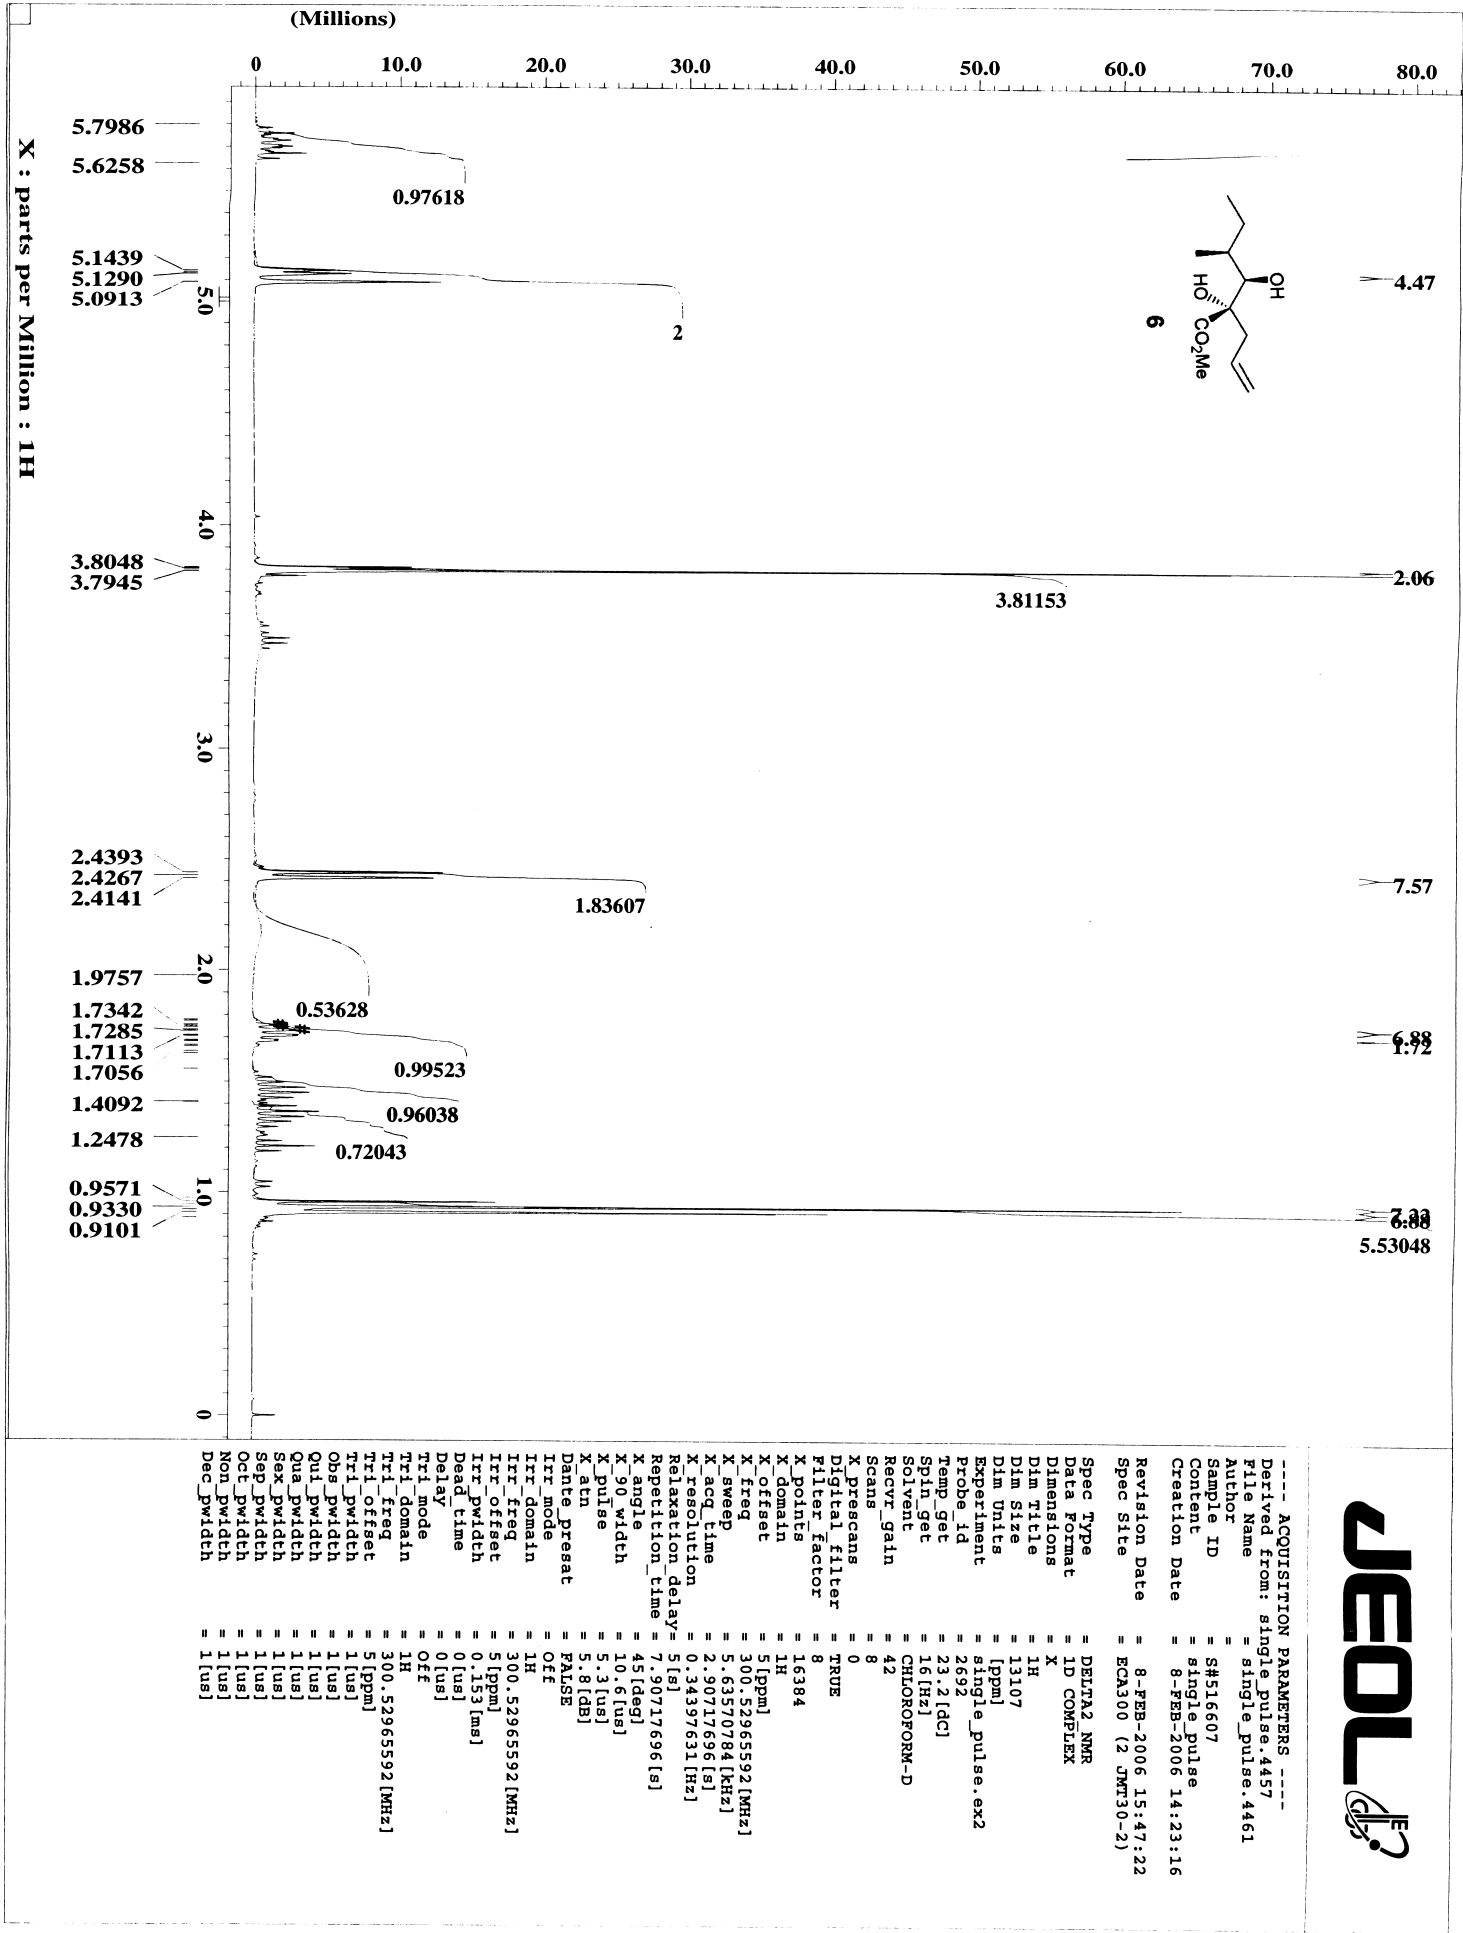 (Millions)
0 10.0 20.0 30.0 40.0 50.0 60.0 70.0 80.0
X : parts per Million : 1H
5.7986
5.6258
5.1439
5.1290
5.0913
3.8048
3.7945
2.4393
2.4267
2.4141
1.9757
1.7342
1.7285
1.7113
1.7056
1.4092
1.2478
0.9571
0.9330
0.9101
5.0
4.0
3.0
2.0
1.0
0
0.97618
2
3.81153
1.83607
0.53628
0.99523
0.96038
0.72043
5.53048
4.47
2.06
7.57
6.88
1.72
7.33
6.88
OH
HO
CO2Me
6
JEOL
---- ACQUISITION PARAMETERS ----
Derived from: single_pulse.4457
File Name = single_pulse.4461
Author =
Sample ID = S#51607
Content = single_pulse
Creation Date = 8-FEB-2006 14:23:16
Revision Date = 8-FEB-2006 15:47:22
Spec Site = ECA300 (2 JMT30-2)
Spec Type = DELTA2_NMR
Data Format = 1D COMPLEX
Dimensions = X
Dim Title = 1H
Dim Size = 13107
Dim Units = [ppm]
Experiment = single_pulse.ex2
Probe_id = 2692
Temp_get = 23.2[dC]
Spin_get = 16[Hz]
Solvent = CHLOROFORM-D
Recvr_gain = 42
Scans = 8
X_prescans = 0
Digital_filter = TRUE
Filter_factor = 8
X_points = 16384
X_domain = 1H
X_offset = 5[ppm]
X_freq = 300.52965592[MHz]
X_sweep = 5.63570784[kHz]
X_acq_time = 2.90717696[s]
X_resolution = 0.34397631[Hz]
X_angle = 45[deg]
X_90_width = 10.6[us]
X_pulse = 5.3[us]
X_atn = 5.8[dB]
Dante_presat = FALSE
Irr_mode = Off
Irr_domain = 1H
Irr_freq = 300.52965592[MHz]
Irr_offset = 5[ppm]
Irr_pwidth = 0.153[ms]
Dead_time = 0[us]
Delay = 0[us]
Relaxation_delay= 5[s]
Repetition_time = 7.90717696[s]
Tri_mode = Off
Tri_domain = 1H
Tri_freq = 300.52965592[MHz]
Tri_offset = 5[ppm]
Tri_pwidth = 1[us]
Obs_pwidth = 1[us]
Qui_pwidth = 1[us]
Qua_pwidth = 1[us]
Sex_pwidth = 1[us]
Sep_pwidth = 1[us]
Oct_pwidth = 1[us]
Non_pwidth = 1[us]
Dec_pwidth = 1[us]